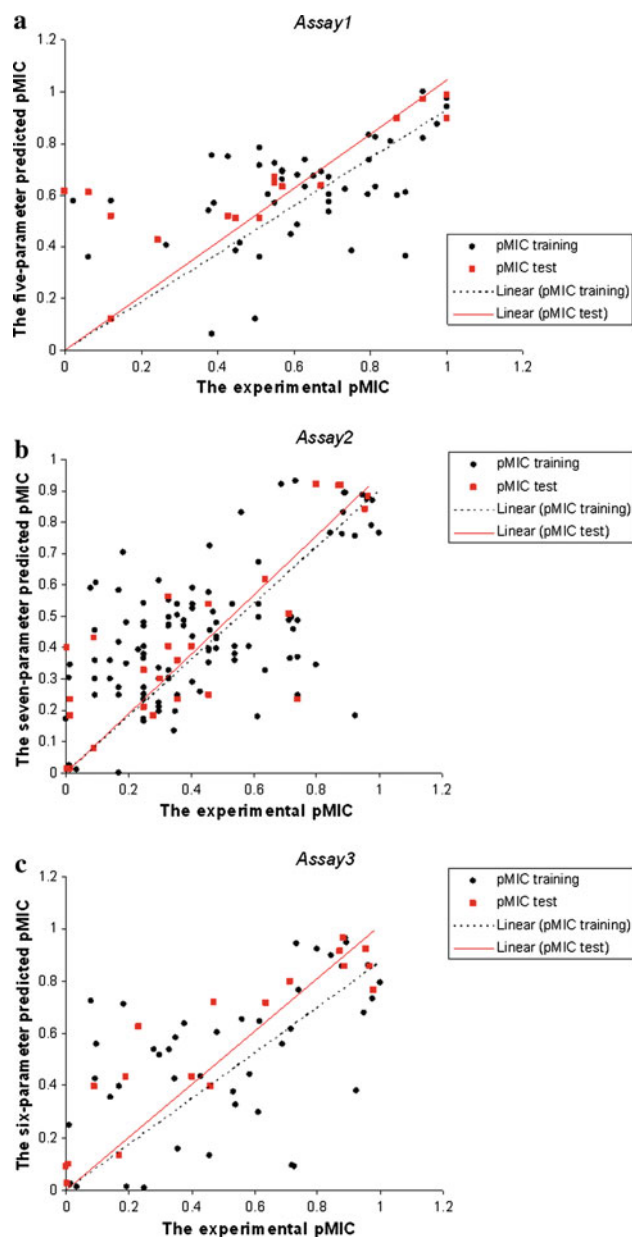 a
Assay1
The five-parameter predicted pMIC
1.2
1
0.8
0.6
0.4
0.2
0
0 0.2 0.4 0.6 0.8 1 1.2
The experimental pMIC
pMIC training
pMIC test
Linear (pMIC training)
Linear (pMIC test)
b
Assay2
The seven-parameter predicted pMIC
1
0.9
0.8
0.7
0.6
0.5
0.4
0.3
0.2
0.1
0
0 0.2 0.4 0.6 0.8 1 1.2
The experimental pMIC
pMIC training
pMIC test
Linear (pMIC training)
Linear (pMIC test)
c
Assay3
The six-parameter predicted pMIC
1.2
1
0.8
0.6
0.4
0.2
0
0 0.2 0.4 0.6 0.8 1 1.2
The experimental pMIC
pMIC training
pMIC test
Linear (pMIC training)
Linear (pMIC test)